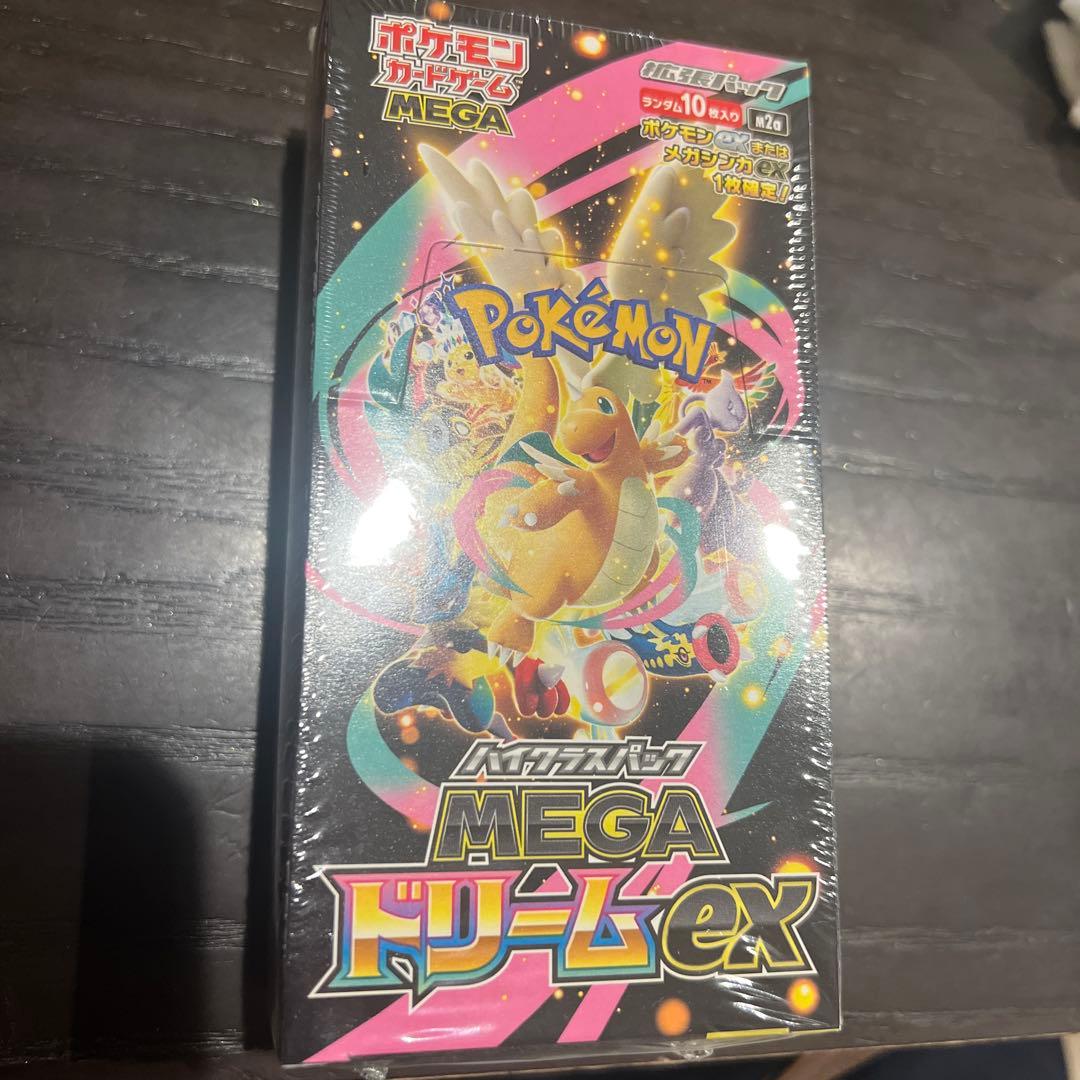 ポケモン
カードゲーム™
MEGA
拡張パック
ランダム10枚入り
M2a
ポケモンexまたは
メガシンカex
1枚確定!
POKÉMON™
ハイクラスパック
MEGA
ドリームex